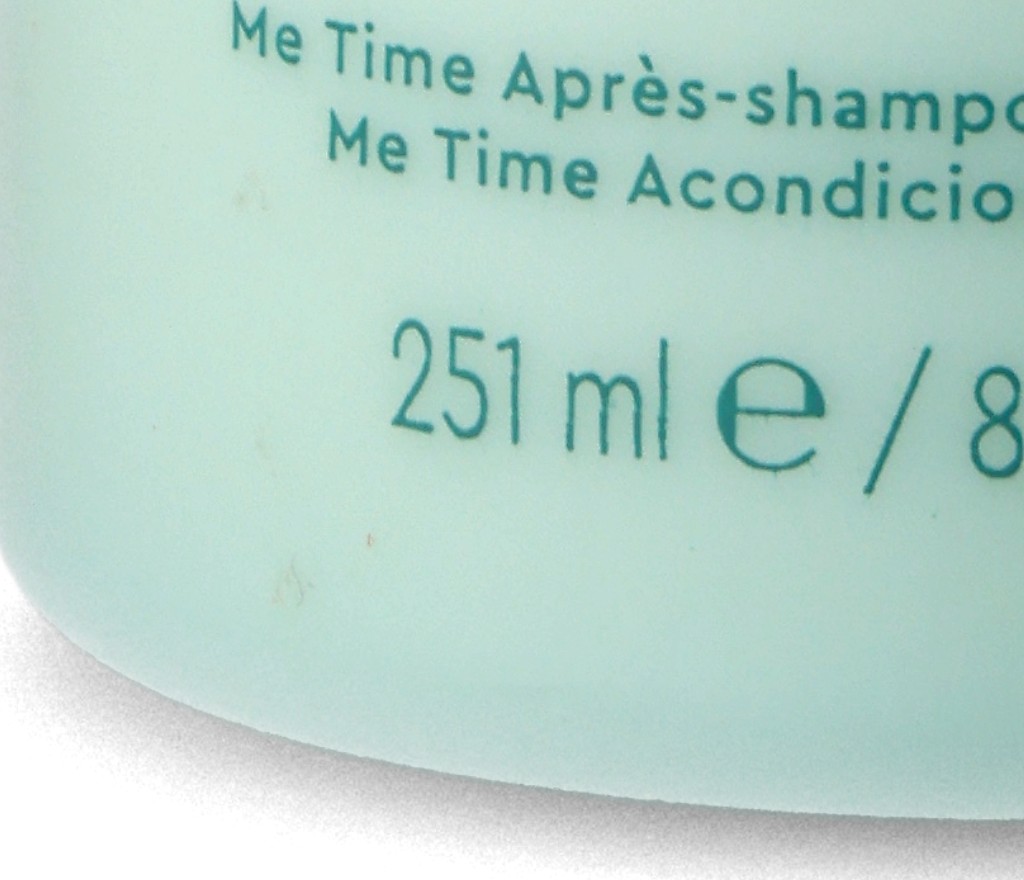 Me Time Après-shampo
Me Time Acondicio
251 ml e / 8